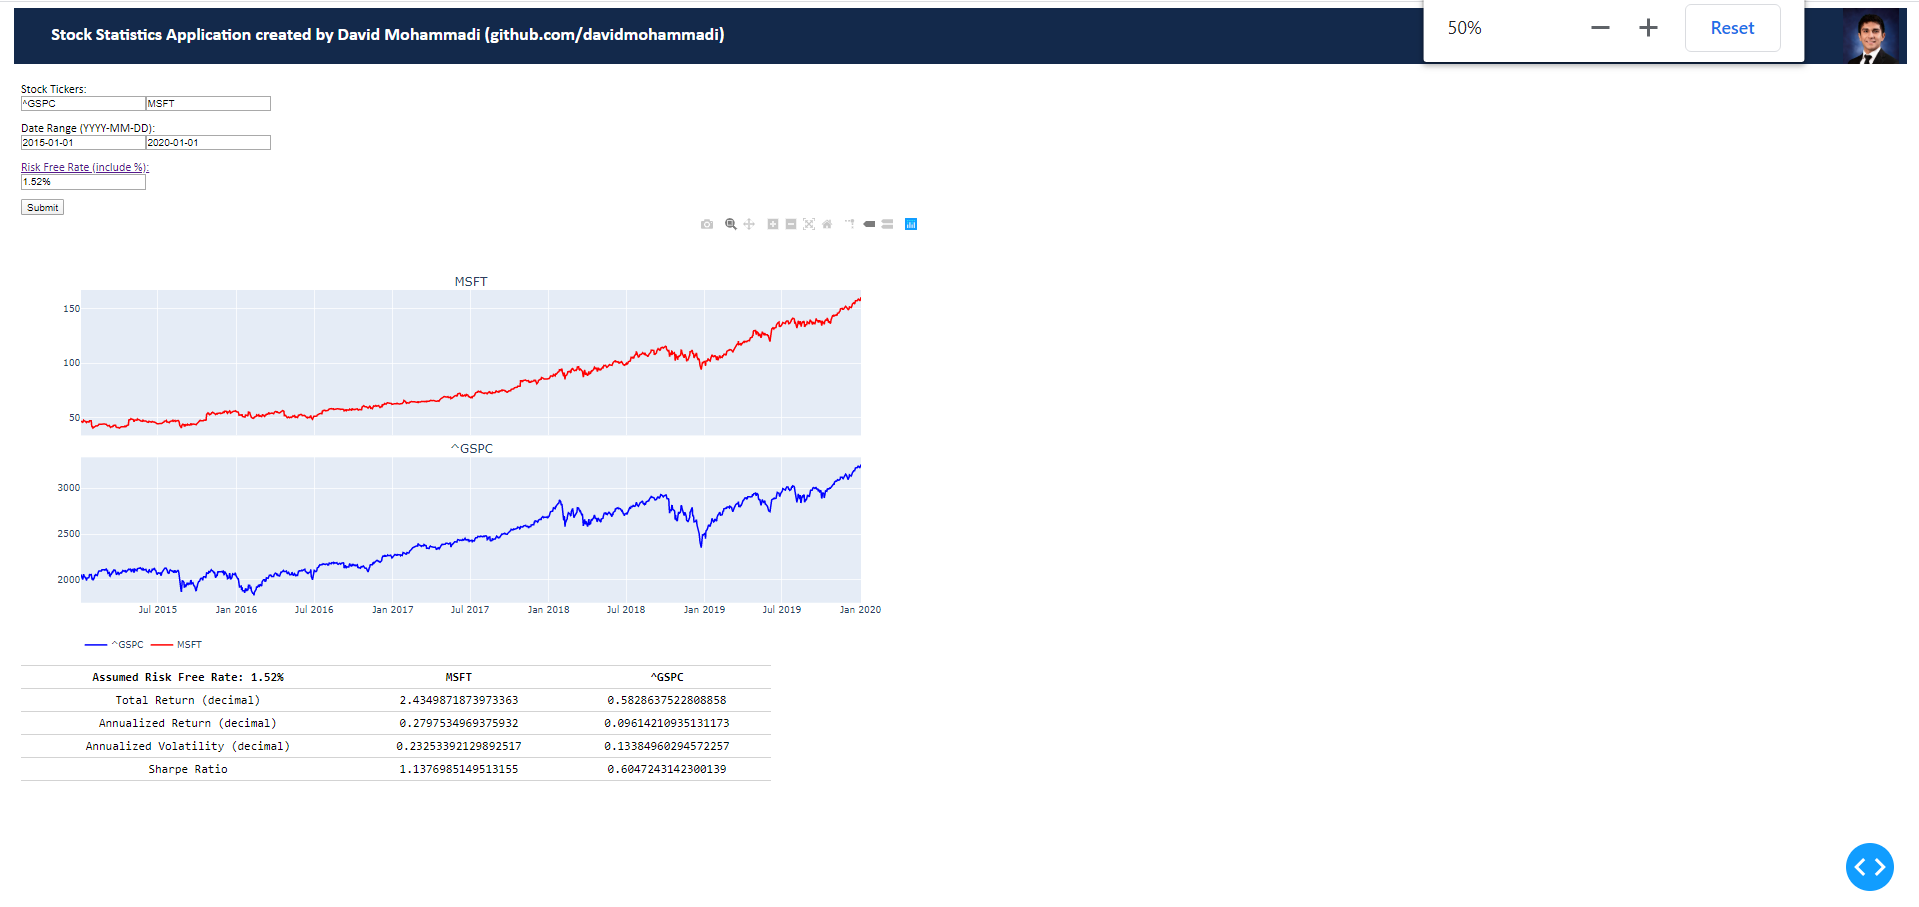 Stock Statistics Application created by David Mohammadi (github.com/davidmohammadi)
50%
Reset
Stock Tickers:
^GSPC MSFT
Date Range (YYYY-MM-DD):
2015-01-01 2020-01-01
Risk Free Rate (include %):
1.52%
Submit
MSFT
150
100
50
^GSPC
3000
2500
2000
Jul 2015 Jan 2016 Jul 2016 Jan 2017 Jul 2017 Jan 2018 Jul 2018 Jan 2019 Jul 2019 Jan 2020
^GSPC MSFT
Assumed Risk Free Rate: 1.52% MSFT ^GSPC
Total Return (decimal) 2.4349871873973363 0.5828637522808858
Annualized Return (decimal) 0.2797534969375932 0.09614210935131173
Annualized Volatility (decimal) 0.23253392129892517 0.13384960294572257
Sharpe Ratio 1.1376985149513155 0.6047243142300139